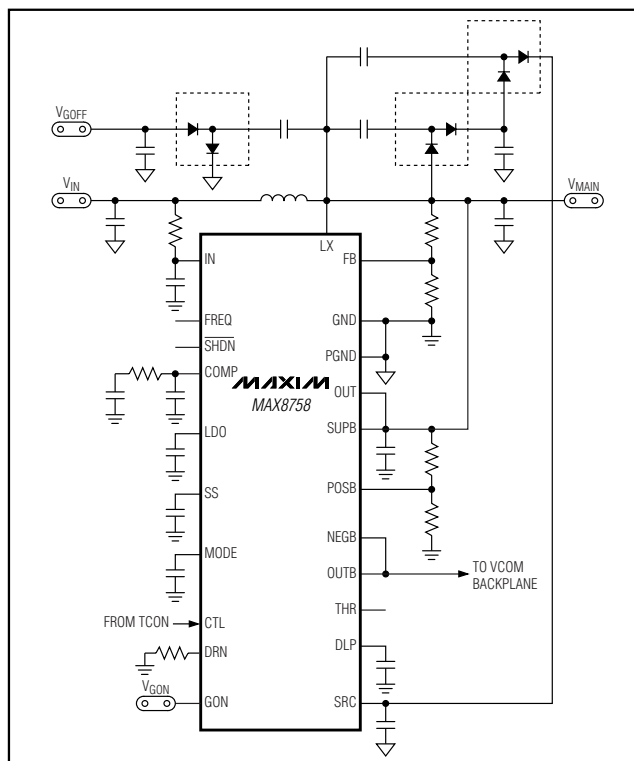 VGOFF
VIN
VMAIN
LX
IN
FB
FREQ
GND
SHDN
PGND
COMP
MAXIM
MAX8758
OUT
LDO
SUPB
SS
POSB
MODE
NEGB
OUTB
TO VCOM
BACKPLANE
FROM TCON
CTL
THR
DRN
DLP
VGON
GON
SRC